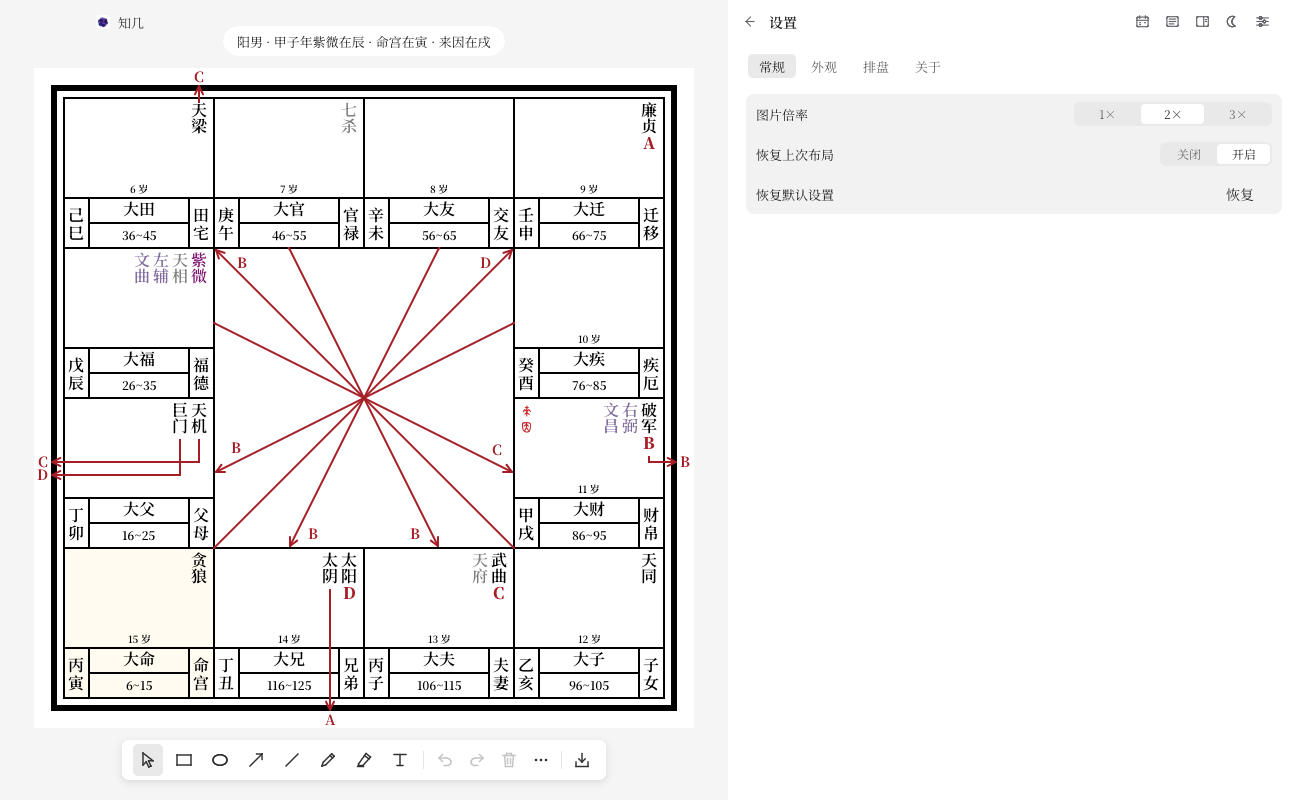 知几
阳男 · 甲子年紫微在辰 · 命宫在寅 · 来因在戌
C
天梁
6 岁
己巳
大田
36~45
田宅
七杀
7 岁
庚午
大官
46~55
官禄
8 岁
辛未
大友
56~65
交友
廉贞
A
9 岁
壬申
大迁
66~75
迁移
文曲
左辅
天相
紫微
戊辰
大福
26~35
福德
B
D
10 岁
癸酉
大疾
76~85
疾厄
巨门
天机
C
D
丁卯
大父
16~25
父母
B
C
B
B
文昌
右弼
破军
B
B
11 岁
甲戌
大财
86~95
财帛
贪狼
15 岁
丙寅
大命
6~15
命宫
太阴
太阳
D
14 岁
丁丑
大兄
116~125
兄弟
A
天府
武曲
C
13 岁
丙子
大夫
106~115
夫妻
天同
12 岁
乙亥
大子
96~105
子女
设置
常规
外观
排盘
关于
图片倍率
1×
2×
3×
恢复上次布局
关闭
开启
恢复默认设置
恢复